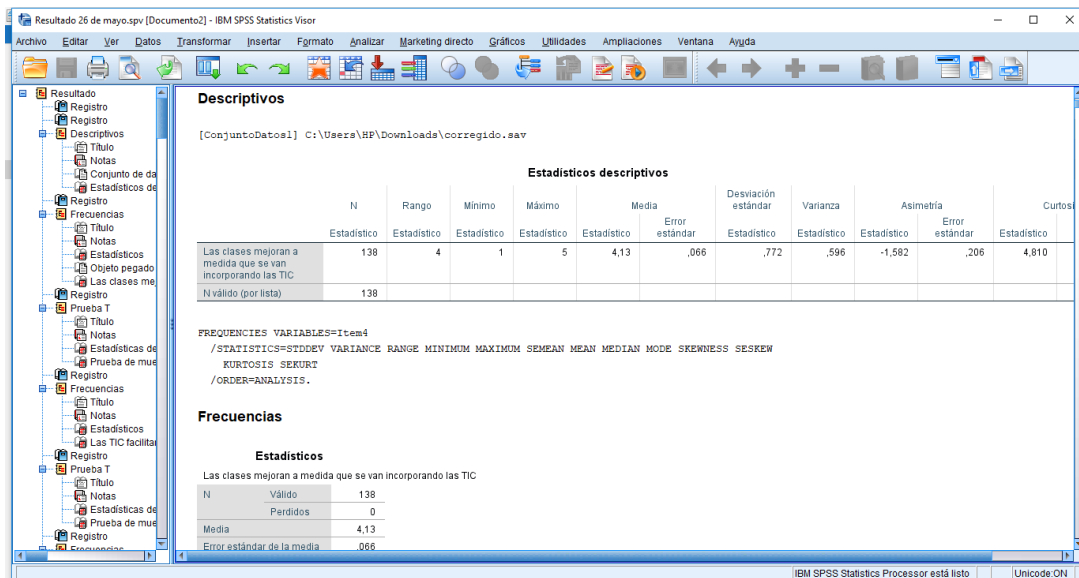 Resultado 26 de mayo.spv [Documento2] - IBM SPSS Statistics Visor
Archivo Editar Ver Datos Transformar Insertar Formato Analizar Marketing directo Gráficos Utilidades Ampliaciones Ventana Ayuda
Resultado
Registro
Registro
Descriptivos
Título
Notas
Conjunto de da
Estadísticos de
Registro
Frecuencias
Título
Notas
Estadísticos
Objeto pegado
Las clases me
Registro
Prueba T
Título
Notas
Estadísticas de
Prueba de mue
Registro
Frecuencias
Título
Notas
Estadísticos
Las TIC facilitar
Registro
Prueba T
Título
Notas
Estadísticas de
Prueba de mue
Registro
Frecuencias
Descriptivos
[ConjuntoDatos1] C:\Users\HP\Downloads\corregido.sav
Estadísticos descriptivos
N Rango Mínimo Máximo Media Desviación estándar Varianza Asimetría Curtosi
Estadístico Estadístico Estadístico Estadístico Estadístico Error estándar Estadístico Estadístico Estadístico Error estándar Estadístico
Las clases mejoran a medida que se van incorporando las TIC 138 4 1 5 4,13 ,066 ,772 ,596 -1,582 ,206 4,810
N válido (por lista) 138
FREQUENCIES VARIABLES=Item4
/STATISTICS=STDDEV VARIANCE RANGE MINIMUM MAXIMUM SEMEAN MEAN MEDIAN MODE SKEWNESS SESKEW
KURTOSIS SEKURT
/ORDER=ANALYSIS.
Frecuencias
Estadísticos
Las clases mejoran a medida que se van incorporando las TIC
N Válido 138
Perdidos 0
Media 4,13
Error estándar de la media ,066
IBM SPSS Statistics Processor está listo Unicode:ON